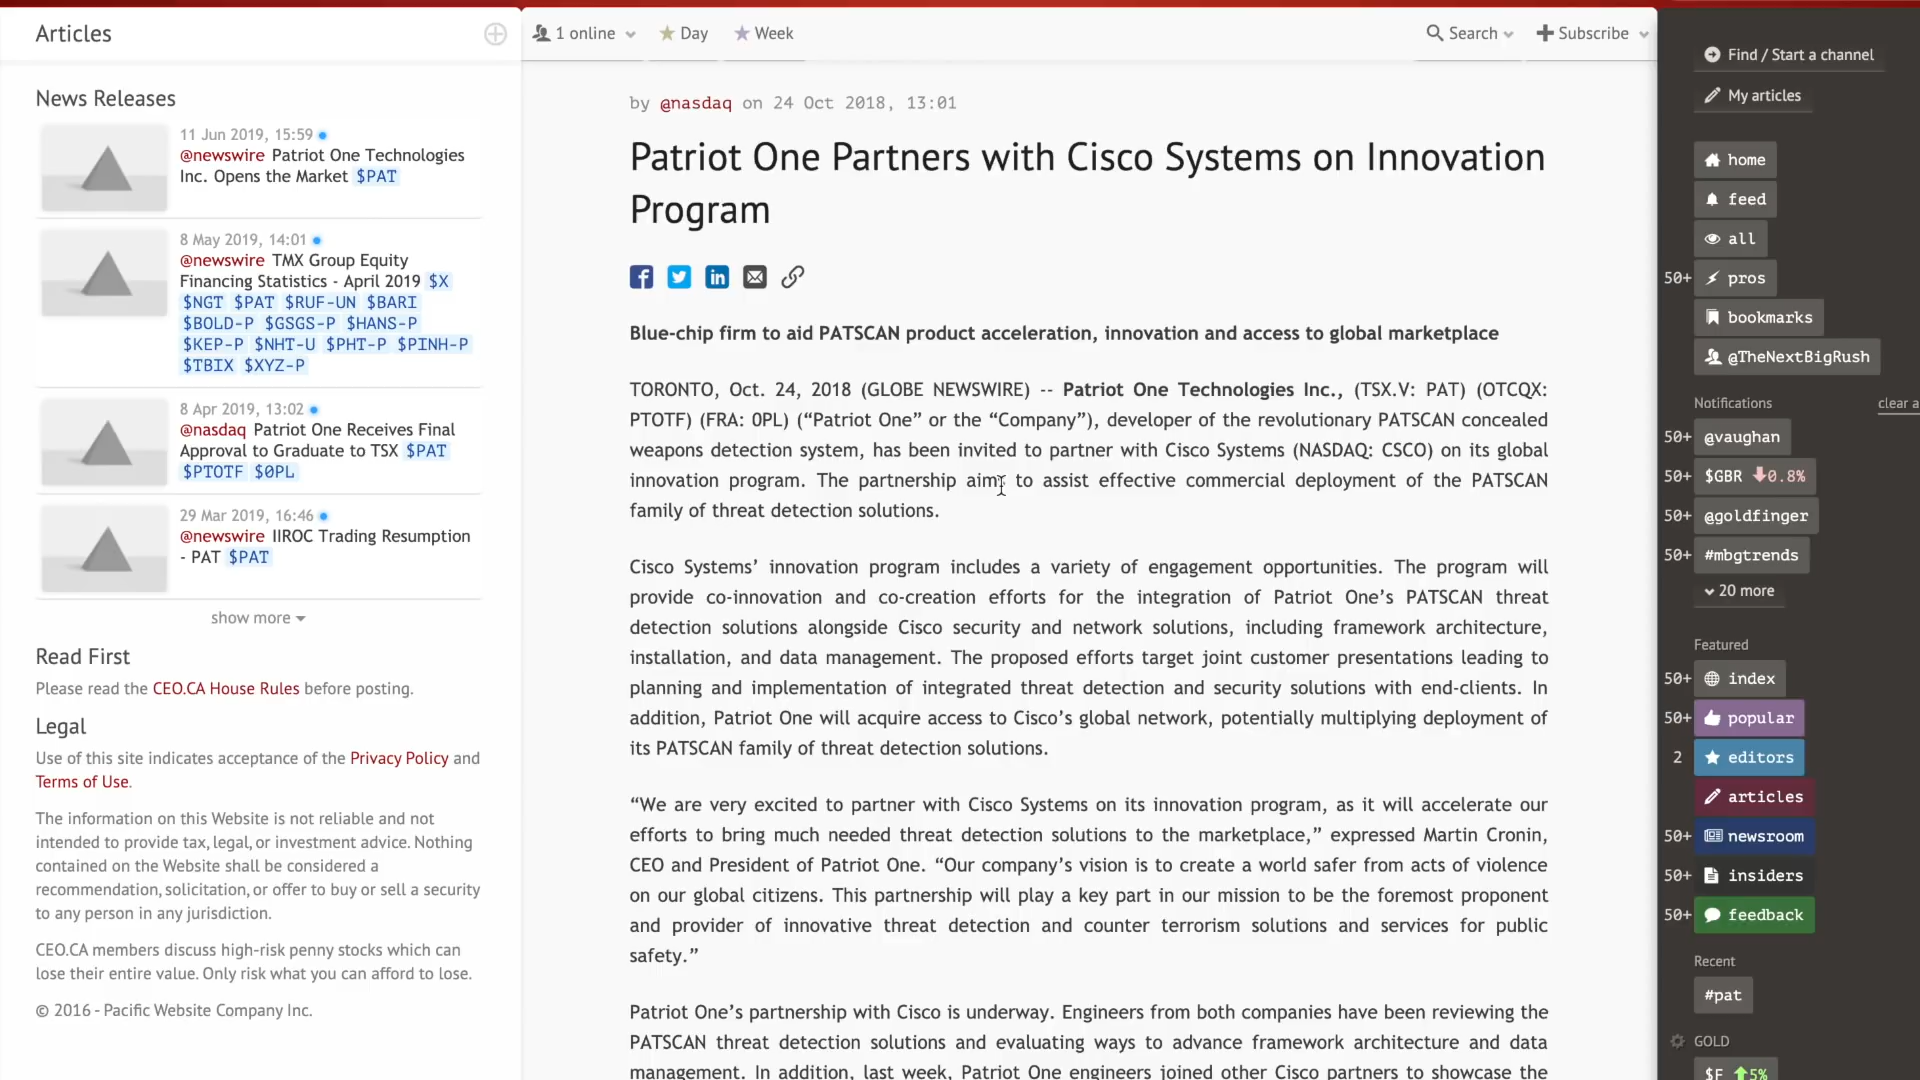 Articles
News Releases
11 Jun 2019, 15:59
@newswire Patriot One Technologies
Inc. Opens the Market $PAT
8 May 2019, 14:01
@newswire TMX Group Equity
Financing Statistics - April 2019 $X
$NGT $PAT $RUF-UN $BARI
$BOLD-P $GSGS-P $HANS-P
$KEP-P $NHT-U $PHT-P $PINH-P
$TBIX $XYZ-P
8 Apr 2019, 13:02
@nasdaq Patriot One Receives Final
Approval to Graduate to TSX $PAT
$PTOTF $0PL
29 Mar 2019, 16:46
@newswire IIROC Trading Resumption
- PAT $PAT
show more
Read First
Please read the CEO.CA House Rules before posting.
Legal
Use of this site indicates acceptance of the Privacy Policy and
Terms of Use.
The information on this Website is not reliable and not
intended to provide tax, legal, or investment advice. Nothing
contained on the Website shall be considered a
recommendation, solicitation, or offer to buy or sell a security
to any person in any jurisdiction.
CEO.CA members discuss high-risk penny stocks which can
lose their entire value. Only risk what you can afford to lose.
© 2016 - Pacific Website Company Inc.
1 online Day Week Search Subscribe
by @nasdaq on 24 Oct 2018, 13:01
Patriot One Partners with Cisco Systems on Innovation
Program
Blue-chip firm to aid PATSCAN product acceleration, innovation and access to global marketplace
TORONTO, Oct. 24, 2018 (GLOBE NEWSWIRE) -- Patriot One Technologies Inc., (TSX.V: PAT) (OTCQX:
PTOTF) (FRA: 0PL) (“Patriot One” or the “Company”), developer of the revolutionary PATSCAN concealed
weapons detection system, has been invited to partner with Cisco Systems (NASDAQ: CSCO) on its global
innovation program. The partnership aims to assist effective commercial deployment of the PATSCAN
family of threat detection solutions.
Cisco Systems’ innovation program includes a variety of engagement opportunities. The program will
provide co-innovation and co-creation efforts for the integration of Patriot One’s PATSCAN threat
detection solutions alongside Cisco security and network solutions, including framework architecture,
installation, and data management. The proposed efforts target joint customer presentations leading to
planning and implementation of integrated threat detection and security solutions with end-clients. In
addition, Patriot One will acquire access to Cisco’s global network, potentially multiplying deployment of
its PATSCAN family of threat detection solutions.
“We are very excited to partner with Cisco Systems on its innovation program, as it will accelerate our
efforts to bring much needed threat detection solutions to the marketplace,” expressed Martin Cronin,
CEO and President of Patriot One. “Our company’s vision is to create a world safer from acts of violence
on our global citizens. This partnership will play a key part in our mission to be the foremost proponent
and provider of innovative threat detection and counter terrorism solutions and services for public
safety.”
Patriot One’s partnership with Cisco is underway. Engineers from both companies have been reviewing the
PATSCAN threat detection solutions and evaluating ways to advance framework architecture and data
management. In addition, last week, Patriot One engineers joined other Cisco partners to showcase the
Find / Start a channel
My articles
home
feed
all
50+ pros
bookmarks
@TheNextBigRush
Notifications clear a
50+ @vaughan
50+ $GBR 0.8%
50+ @goldfinger
50+ #mbgtrends
20 more
Featured
50+ index
50+ popular
2 editors
articles
50+ newsroom
50+ insiders
50+ feedback
Recent
#pat
GOLD
$F 5%